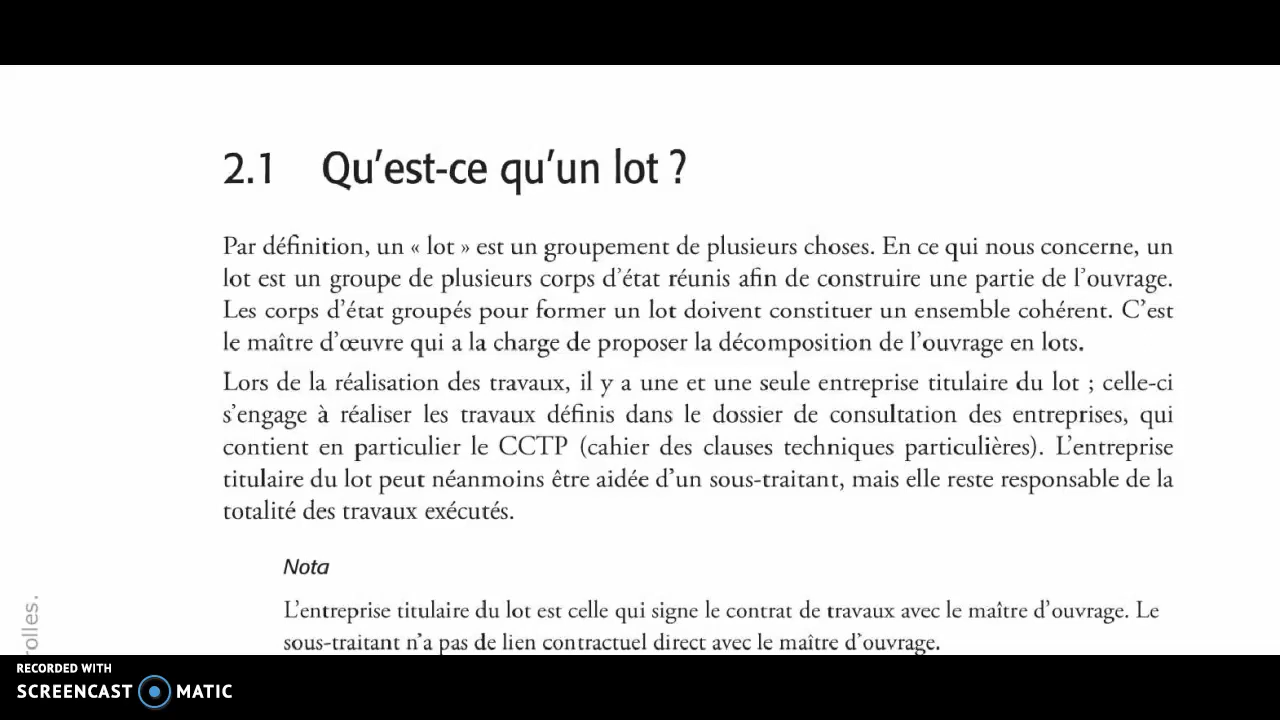 2.1 Qu'est-ce qu'un lot ?
Par définition, un « lot » est un groupement de plusieurs choses. En ce qui nous concerne, un
lot est un groupe de plusieurs corps d'état réunis afin de construire une partie de l'ouvrage.
Les corps d'état groupés pour former un lot doivent constituer un ensemble cohérent. C'est
le maître d'œuvre qui a la charge de proposer la décomposition de l'ouvrage en lots.
Lors de la réalisation des travaux, il y a une et une seule entreprise titulaire du lot ; celle-ci
s'engage à réaliser les travaux définis dans le dossier de consultation des entreprises, qui
contient en particulier le CCTP (cahier des clauses techniques particulières). L'entreprise
titulaire du lot peut néanmoins être aidée d'un sous-traitant, mais elle reste responsable de la
totalité des travaux exécutés.
Nota
L'entreprise titulaire du lot est celle qui signe le contrat de travaux avec le maître d'ouvrage. Le
sous-traitant n'a pas de lien contractuel direct avec le maître d'ouvrage.
rolles.
RECORDED WITH
SCREENCAST MATIC